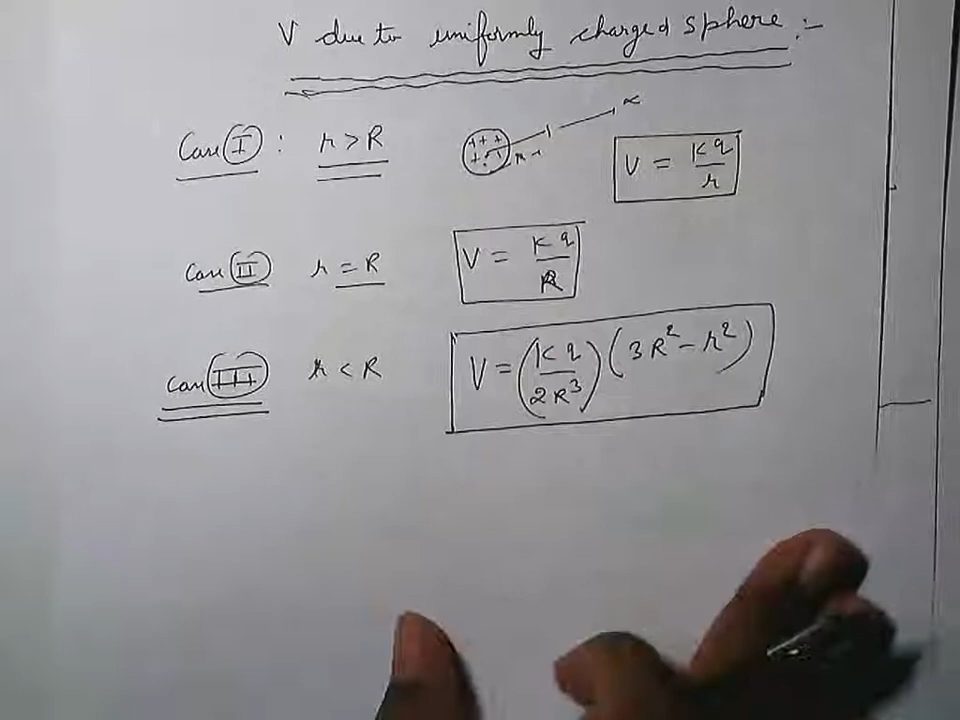 V due to uniformly charged sphere :-
Case I : r > R V = Kq/r
Case II r = R V = Kq/R
Case III r < R V = (Kq/2R³)(3R² - r²)